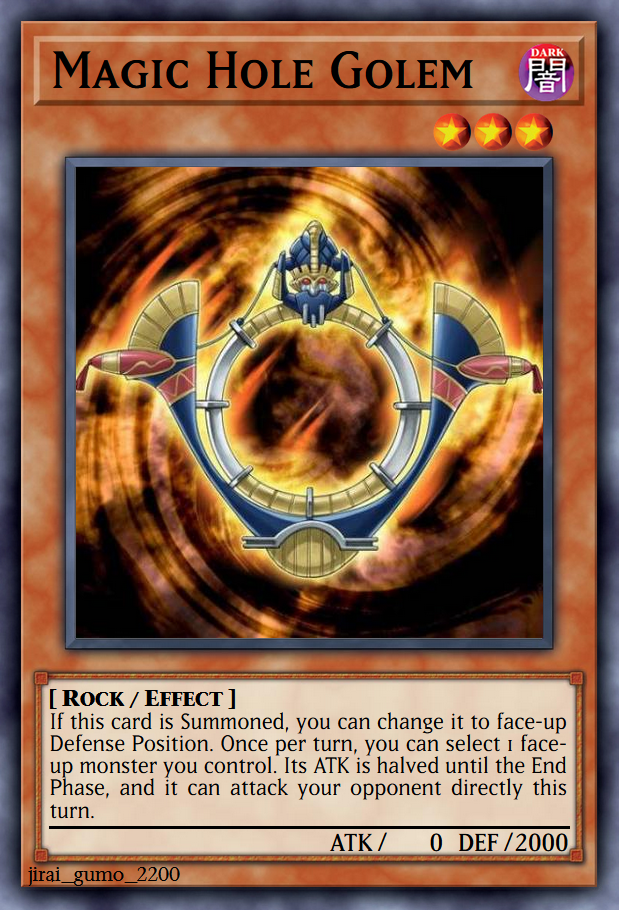 Magic Hole Golem
DARK
闇
[ Rock / Effect ]
If this card is Summoned, you can change it to face-up
Defense Position. Once per turn, you can select 1 face-
up monster you control. Its ATK is halved until the End
Phase, and it can attack your opponent directly this
turn.
ATK / 0 DEF /2000
jirai_gumo_2200